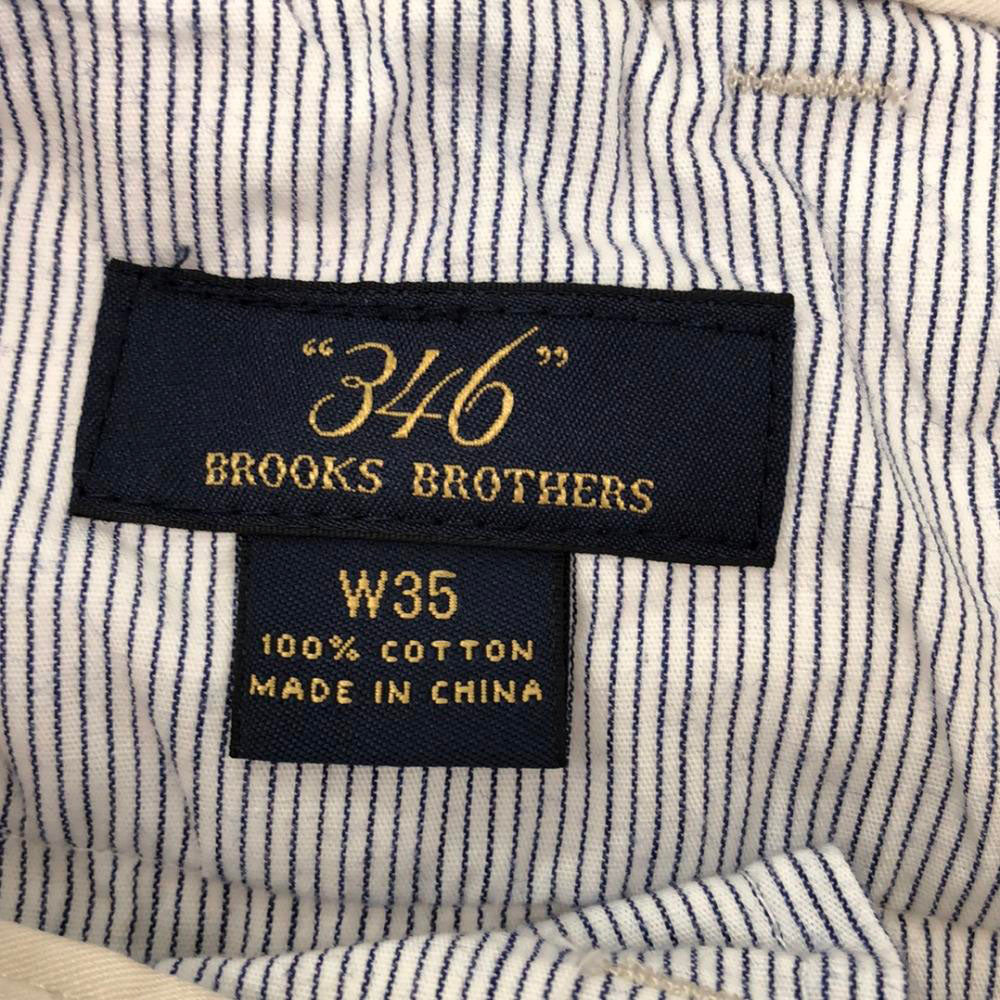 “346”
BROOKS BROTHERS
W35
100% COTTON
MADE IN CHINA